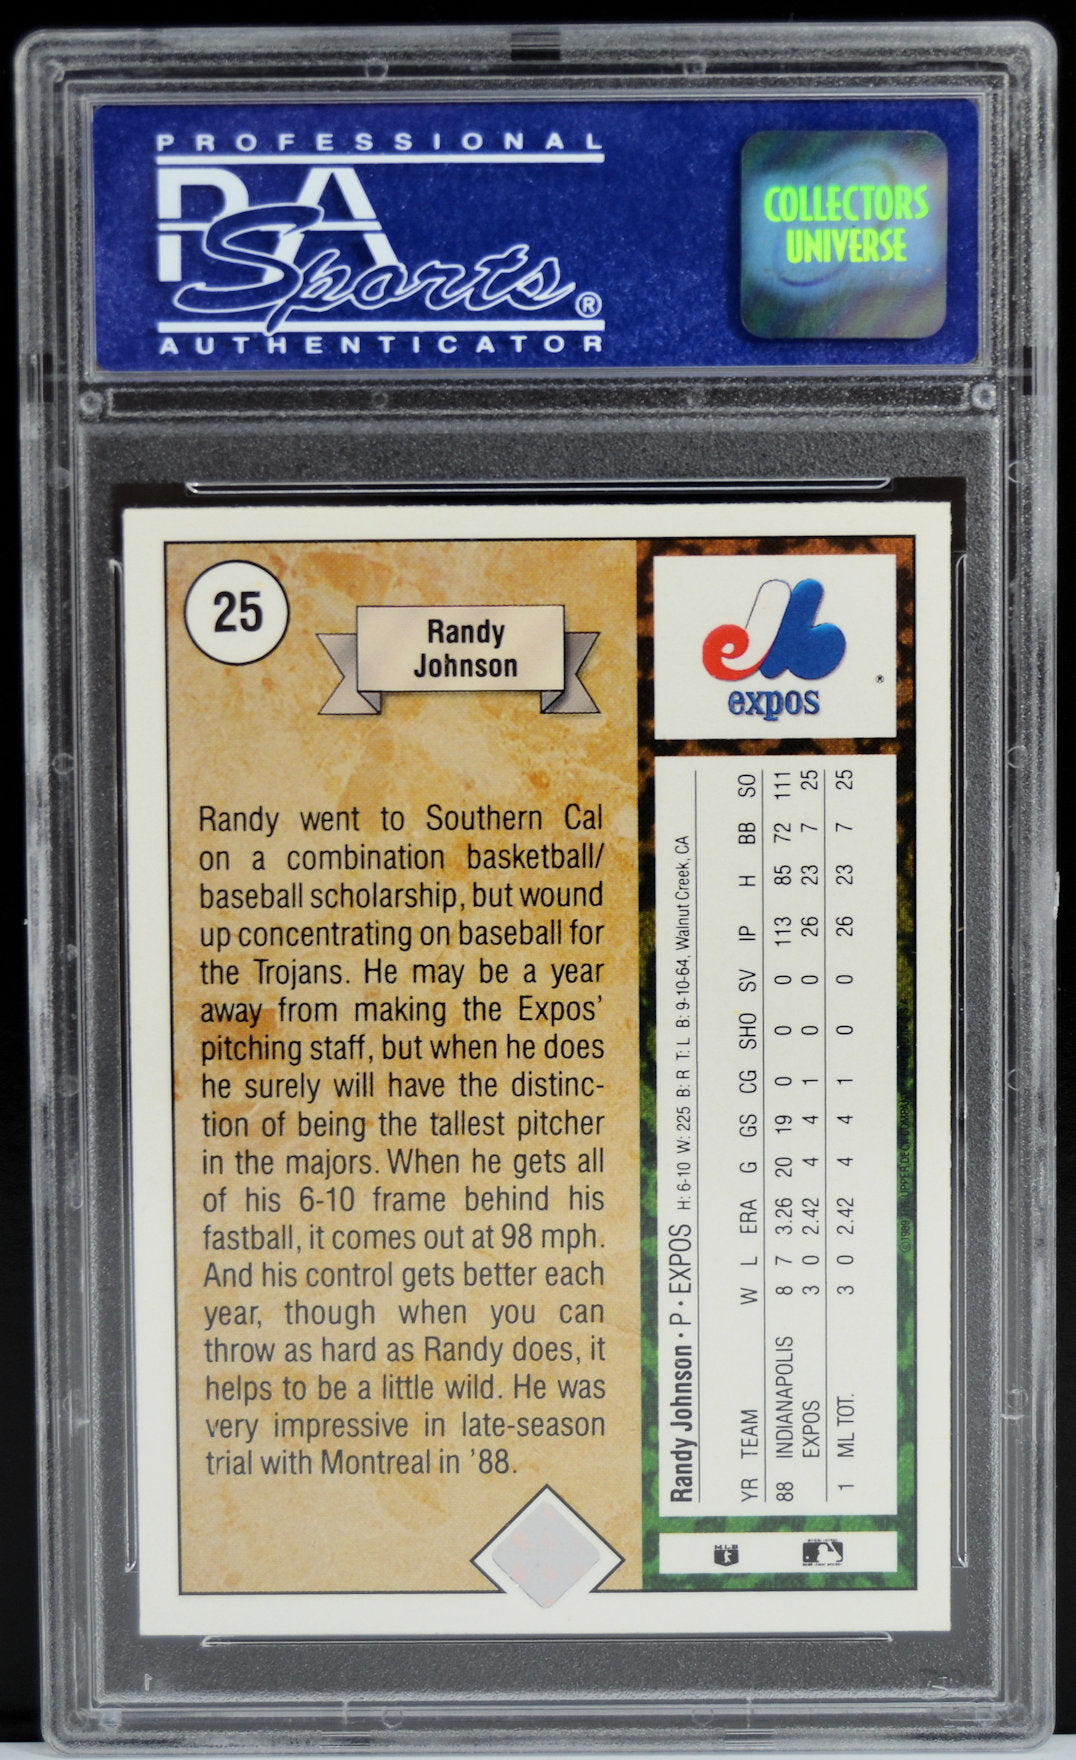 PROFESSIONAL
PSA
Sports®
AUTHENTICATOR
COLLECTORS
UNIVERSE
25
Randy
Johnson
Randy went to Southern Cal
on a combination basketball/
baseball scholarship, but wound
up concentrating on baseball for
the Trojans. He may be a year
away from making the Expos'
pitching staff, but when he does
he surely will have the distinc-
tion of being the tallest pitcher
in the majors. When he gets all
of his 6-10 frame behind his
fastball, it comes out at 98 mph.
And his control gets better each
year, though when you can
throw as hard as Randy does, it
helps to be a little wild. He was
very impressive in late-season
trial with Montreal in '88.
expos
®
Randy Johnson · P · EXPOS H: 6-10 W: 225 B: R T: L B: 9-10-64, Walnut Creek, CA
YR TEAM W L ERA G GS CG SHO SV IP H BB SO
88 INDIANAPOLIS 8 7 3.26 20 19 0 0 0 113 85 72 111
EXPOS 3 0 2.42 4 4 1 0 0 26 23 7 25
1 ML TOT. 3 0 2.42 4 4 1 0 0 26 23 7 25
©1989 THE UPPER DECK COMPANY
MLB